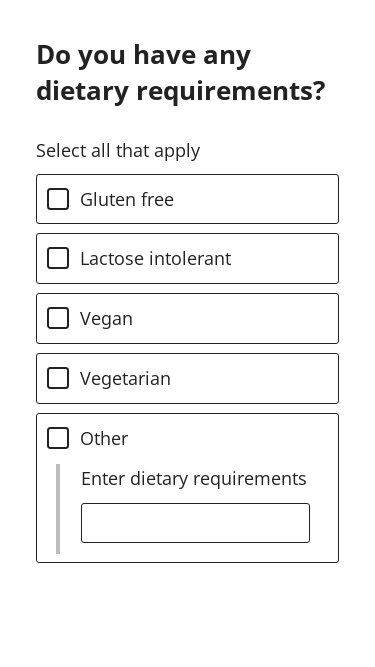 Do you have any
dietary requirements?
Select all that apply
Gluten free
Lactose intolerant
Vegan
Vegetarian
Other
Enter dietary requirements